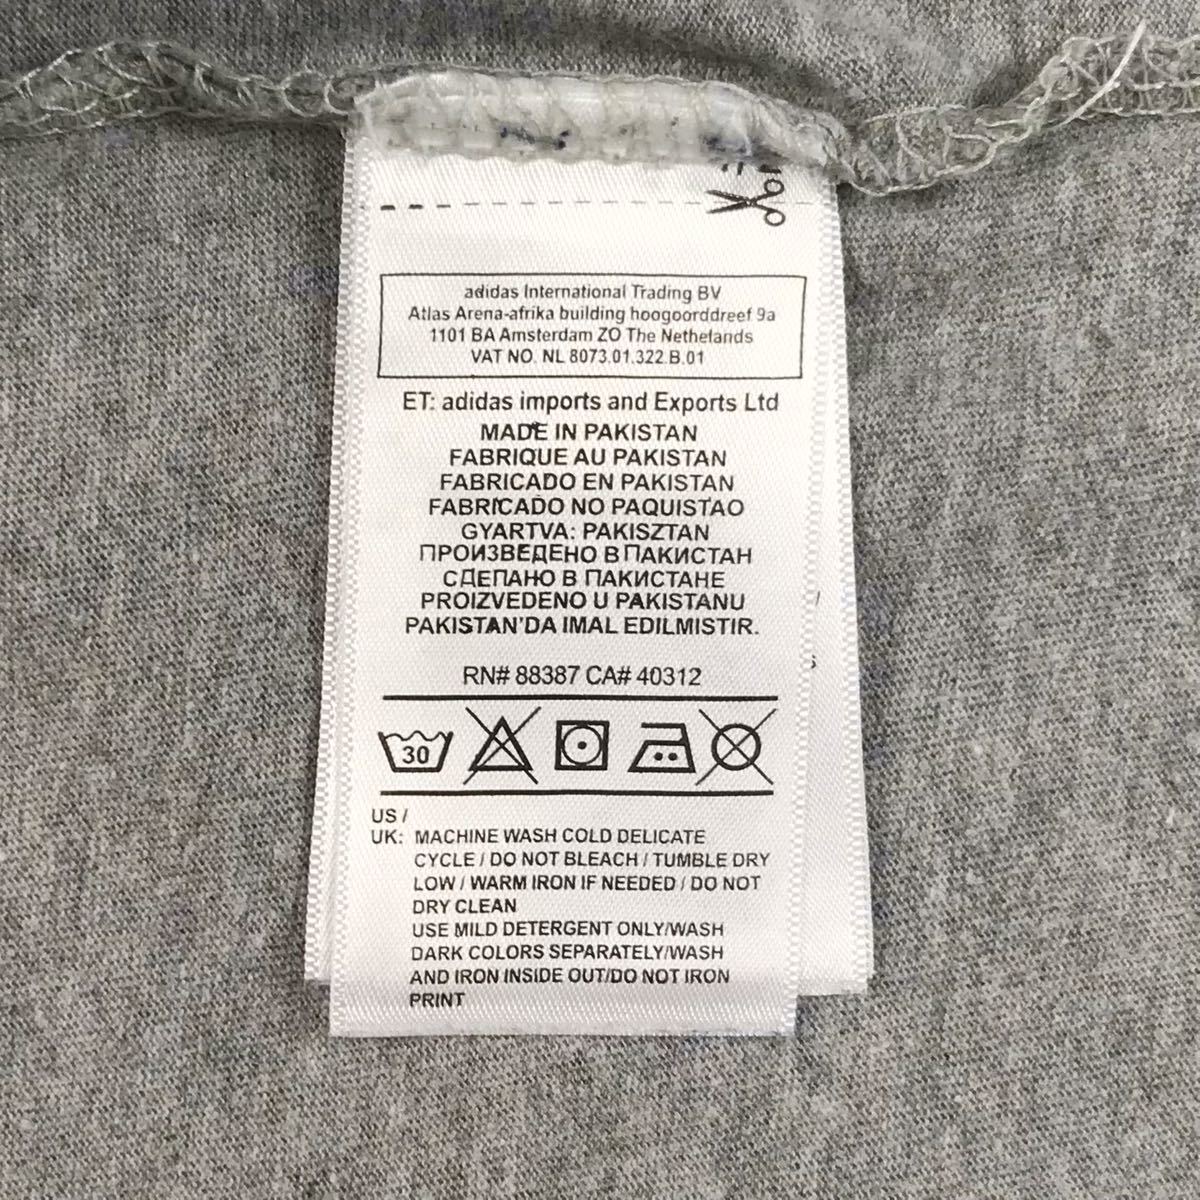 adidas International Trading BV
Atlas Arena-afrika building hoogoorddreef 9a
1101 BA Amsterdam ZO The Nethelands
VAT NO. NL 8073.01.322.B.01
ET: adidas imports and Exports Ltd
MADE IN PAKISTAN
FABRIQUE AU PAKISTAN
FABRICADO EN PAKISTAN
FABRICADO NO PAQUISTAO
GYARTVA: PAKISZTAN
ПРОИЗВЕДЕНО В ПАКИСТАН
СДЕПАНО В ПАКИСТАНЕ
PROIZVEDENO U PAKISTANU
PAKISTAN'DA IMAL EDILMISTIR.
RN# 88387 CA# 40312
30
US /
UK: MACHINE WASH COLD DELICATE
CYCLE / DO NOT BLEACH / TUMBLE DRY
LOW / WARM IRON IF NEEDED / DO NOT
DRY CLEAN
USE MILD DETERGENT ONLY/WASH
DARK COLORS SEPARATELY/WASH
AND IRON INSIDE OUT/DO NOT IRON
PRINT